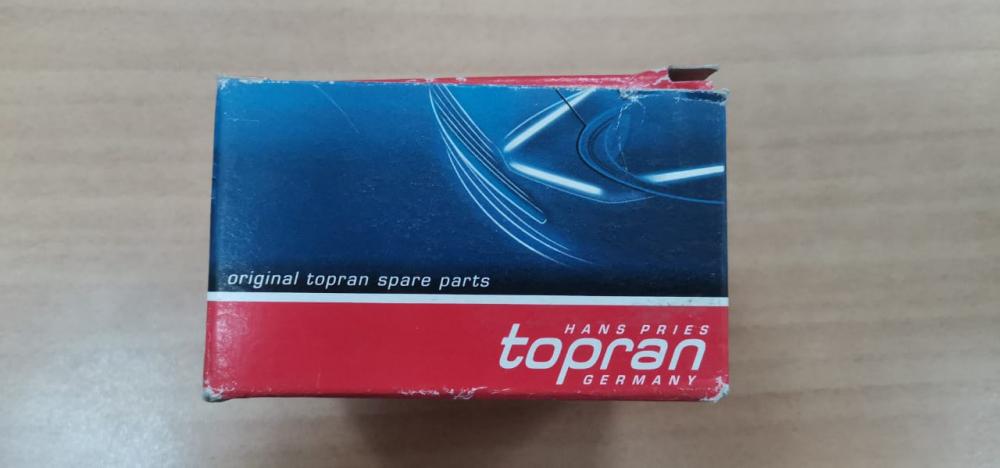 original topran spare parts
HANS PRIES
topran
GERMANY